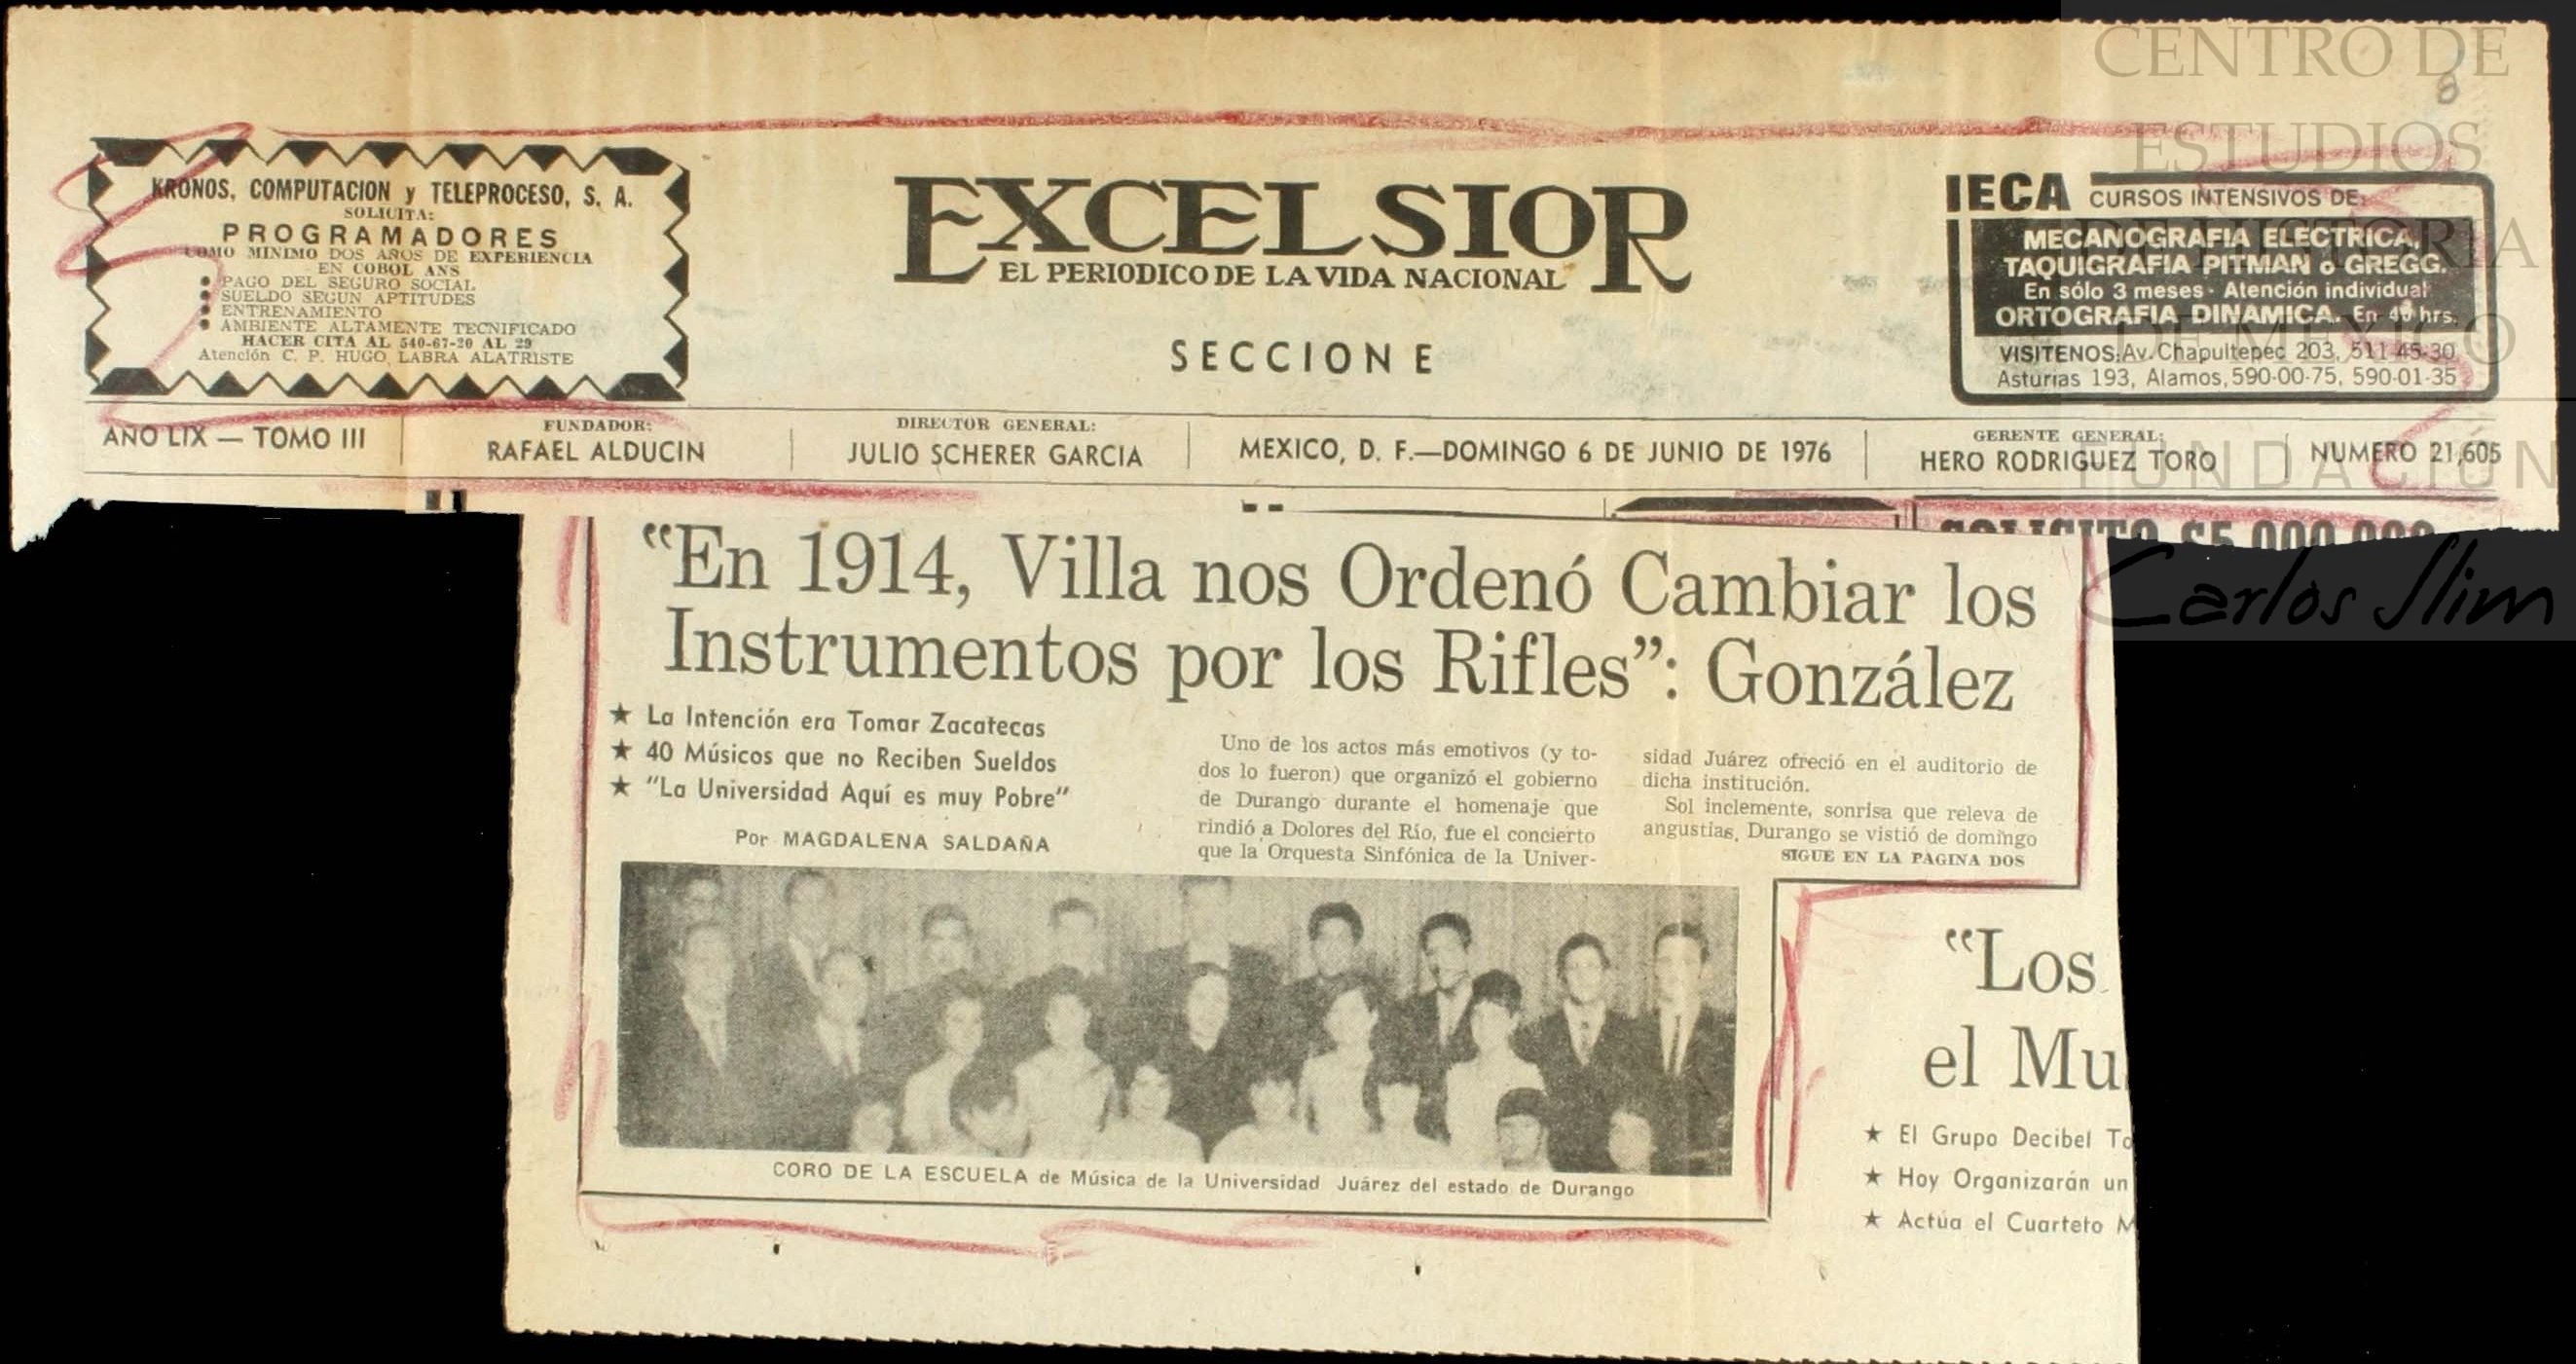 CENTRO DE
ESTUDIOS
DE HISTORIA
DE MEXICO
FUNDACIÓN
Carlos Slim
8
KRONOS, COMPUTACION y TELEPROCESO, S. A.
SOLICITA:
PROGRAMADORES
COMO MINIMO DOS AÑOS DE EXPERIENCIA
EN COBOL ANS
● PAGO DEL SEGURO SOCIAL
● SUELDO SEGUN APTITUDES
● ENTRENAMIENTO
● AMBIENTE ALTAMENTE TECNIFICADO
HACER CITA AL 540-67-20 AL 29
Atención C. P. HUGO LABRA ALATRISTE
EXCELSIOR
EL PERIODICO DE LA VIDA NACIONAL
SECCION E
IECA CURSOS INTENSIVOS DE:
MECANOGRAFIA ELECTRICA,
TAQUIGRAFIA PITMAN o GREGG.
En sólo 3 meses · Atención individual
ORTOGRAFIA DINAMICA. En 40 hrs.
VISITENOS: Av. Chapultepec 203, 511-45-30
Asturias 193, Alamos, 590-00-75, 590-01-35
AÑO LIX — TOMO III
FUNDADOR:
RAFAEL ALDUCIN
DIRECTOR GENERAL:
JULIO SCHERER GARCIA
MEXICO, D. F.—DOMINGO 6 DE JUNIO DE 1976
GERENTE GENERAL:
HERO RODRIGUEZ TORO
NUMERO 21,605
SOLICITO $5.000,000
“En 1914, Villa nos Ordenó Cambiar los
Instrumentos por los Rifles”: González
★ La Intención era Tomar Zacatecas
★ 40 Músicos que no Reciben Sueldos
★ “La Universidad Aquí es muy Pobre”
Por MAGDALENA SALDAÑA
Uno de los actos más emotivos (y to-
dos lo fueron) que organizó el gobierno
de Durango durante el homenaje que
rindió a Dolores del Río, fue el concierto
que la Orquesta Sinfónica de la Univer-
sidad Juárez ofreció en el auditorio de
dicha institución.
Sol inclemente, sonrisa que releva de
angustias, Durango se vistió de domingo
SIGUE EN LA PAGINA DOS
CORO DE LA ESCUELA de Música de la Universidad Juárez del estado de Durango
“Los
el Mu
★ El Grupo Decibel To
★ Hoy Organizarán un
★ Actúa el Cuarteto M